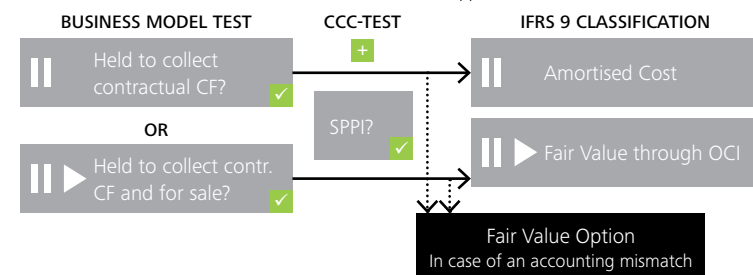 BUSINESS MODEL TEST
CCC-TEST
IFRS 9 CLASSIFICATION
Held to collect
contractual CF?
+
Amortised Cost
OR
SPPI?
Held to collect contr.
CF and for sale?
Fair Value through OCI
Fair Value Option
In case of an accounting mismatch